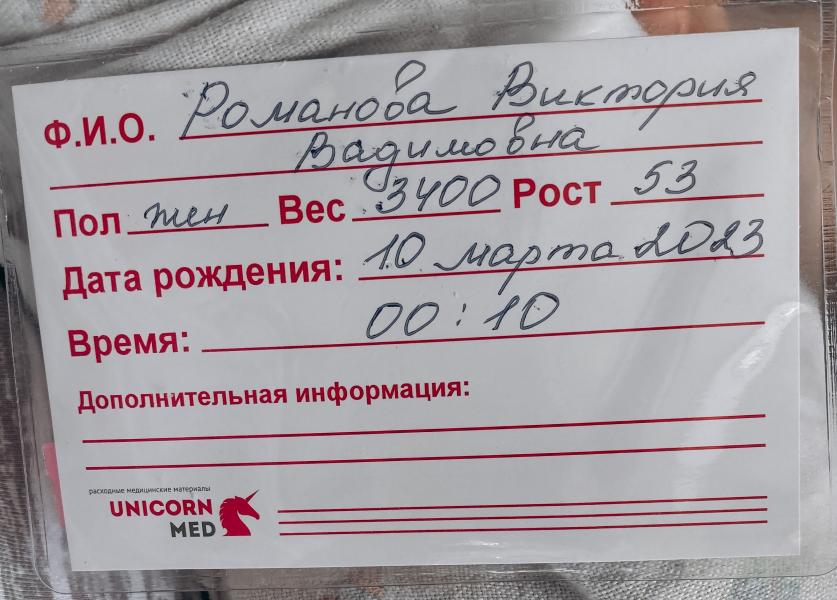 Ф.И.О. Романова Виктория
Вадимовна
Пол жен Вес 3400 Рост 53
Дата рождения: 10 марта 2023
Время: 00:10
Дополнительная информация:
расходные медицинские материалы
UNICORN
MED